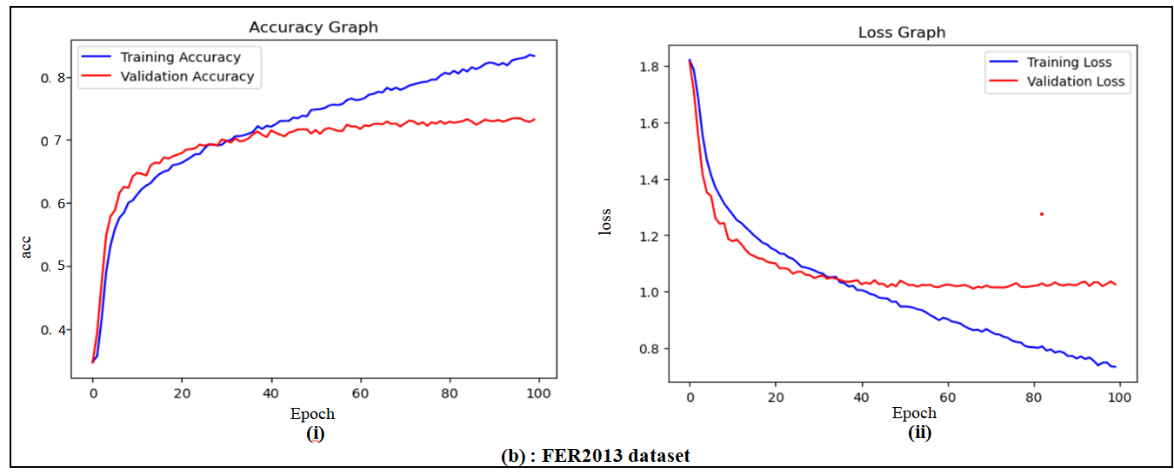 Accuracy Graph
Training Accuracy
Validation Accuracy
0. 8
0. 7
0. 6
0. 5
0. 4
acc
0 20 40 60 80 100
Epoch
(i)
Loss Graph
Training Loss
Validation Loss
1.8
1.6
1.4
1.2
1.0
0.8
loss
0 20 40 60 80 100
Epoch
(ii)
(b) : FER2013 dataset